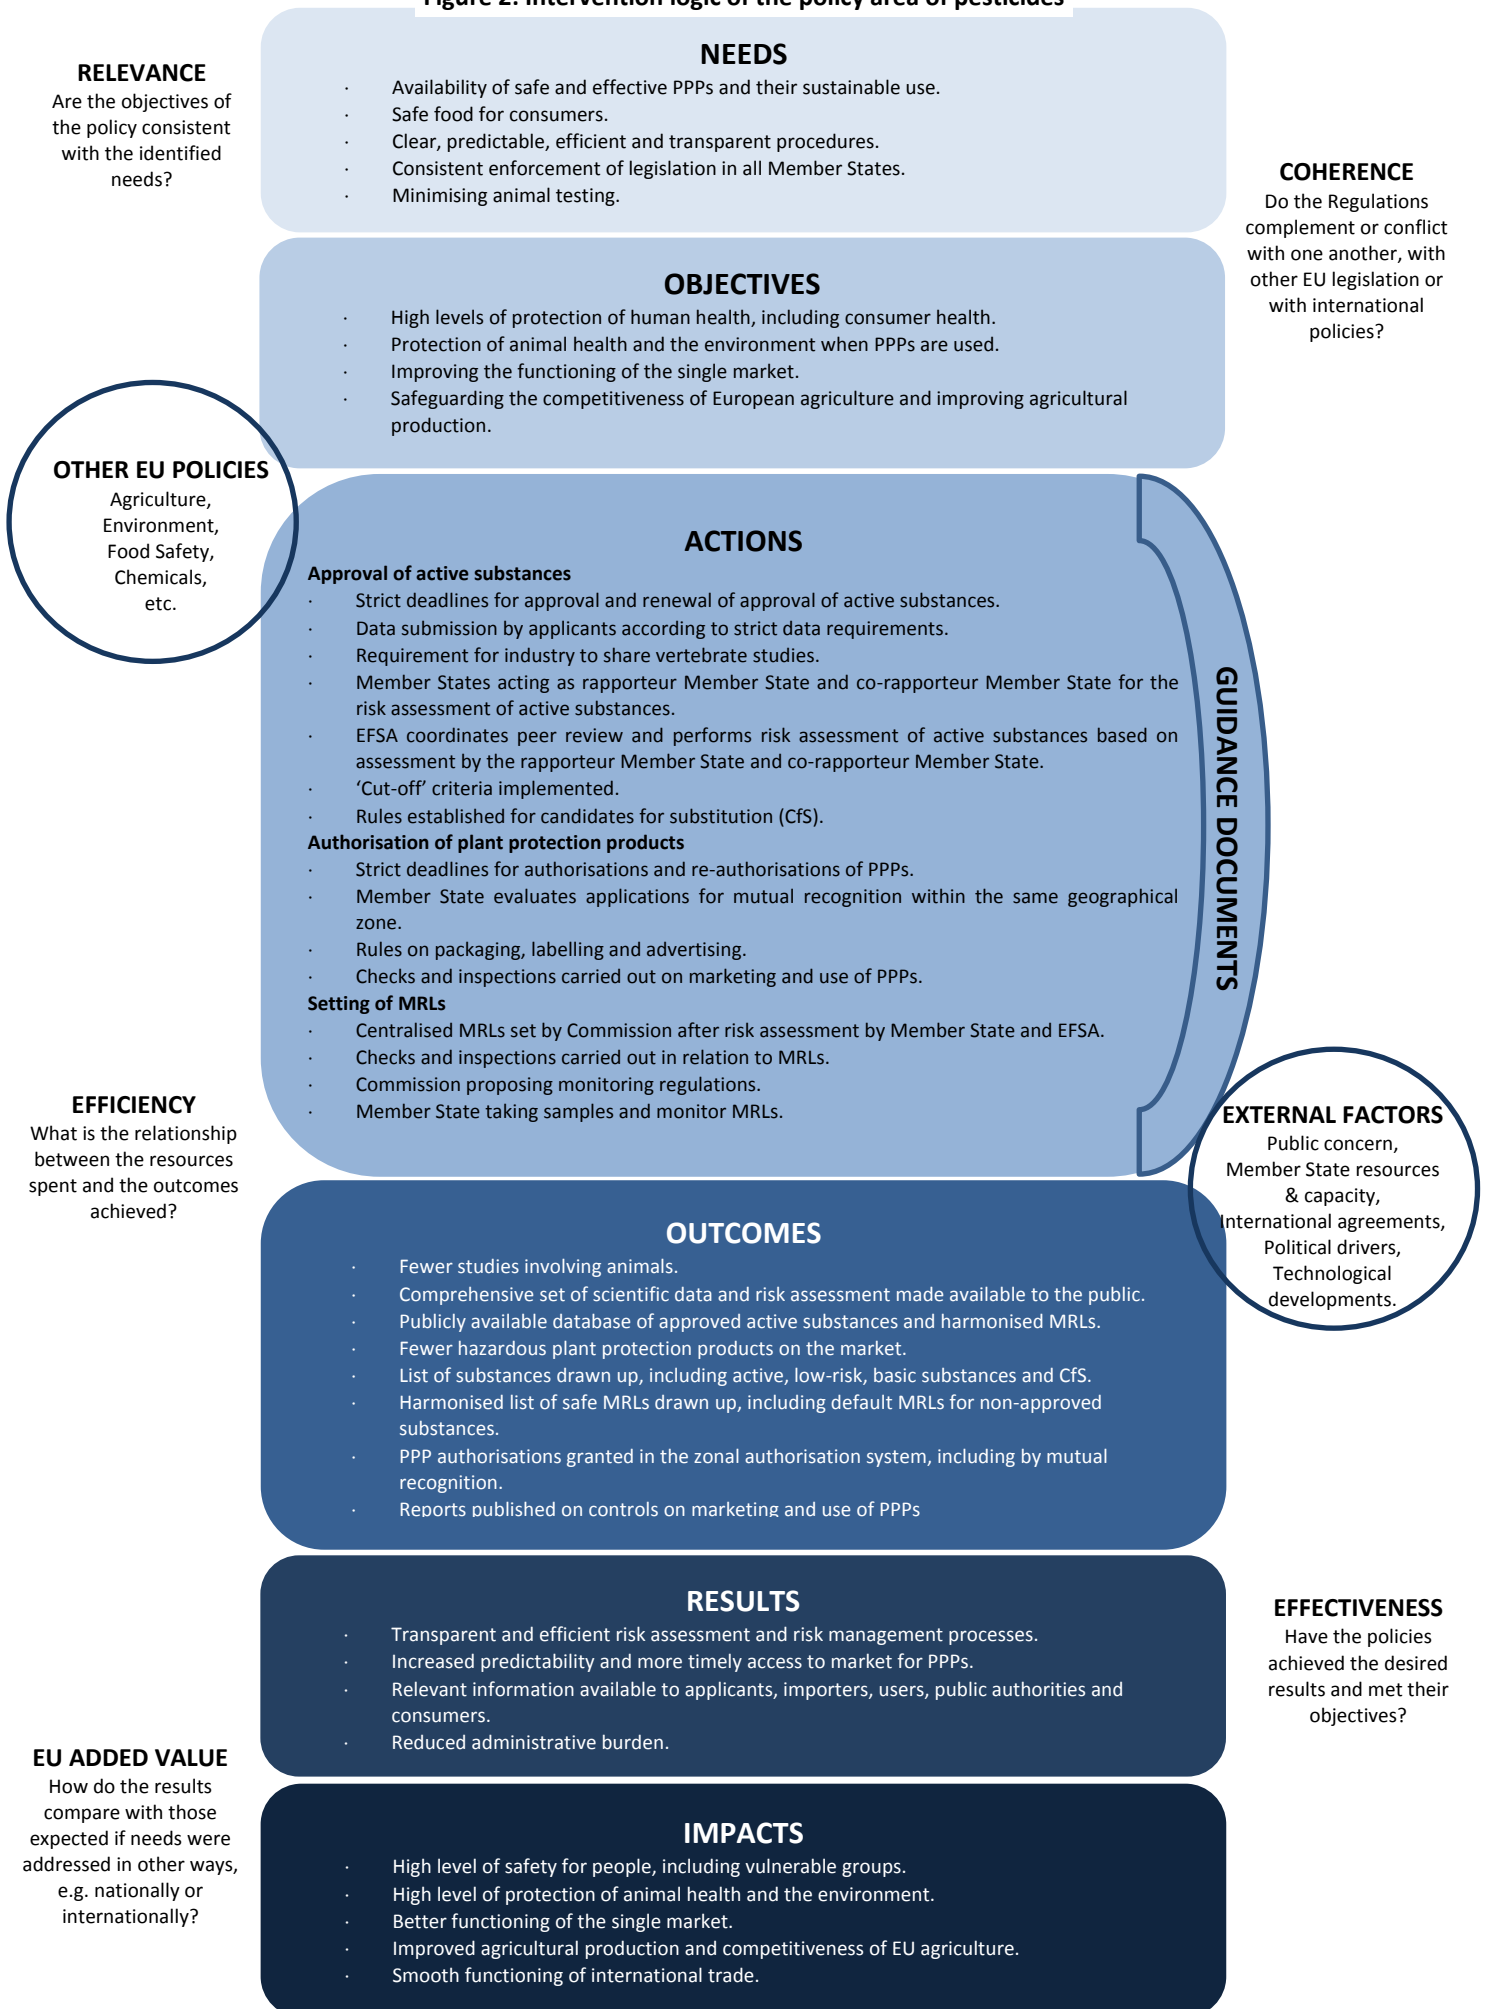 Figure 2: Intervention logic of the policy area of pesticides
RELEVANCE
Are the objectives of
the policy consistent
with the identified
needs?
NEEDS
· Availability of safe and effective PPPs and their sustainable use.
· Safe food for consumers.
· Clear, predictable, efficient and transparent procedures.
· Consistent enforcement of legislation in all Member States.
· Minimising animal testing.
COHERENCE
Do the Regulations
complement or conflict
with one another, with
other EU legislation or
with international
policies?
OBJECTIVES
· High levels of protection of human health, including consumer health.
· Protection of animal health and the environment when PPPs are used.
· Improving the functioning of the single market.
· Safeguarding the competitiveness of European agriculture and improving agricultural
production.
OTHER EU POLICIES
Agriculture,
Environment,
Food Safety,
Chemicals,
etc.
ACTIONS
Approval of active substances
· Strict deadlines for approval and renewal of approval of active substances.
· Data submission by applicants according to strict data requirements.
· Requirement for industry to share vertebrate studies.
· Member States acting as rapporteur Member State and co-rapporteur Member State for the
risk assessment of active substances.
· EFSA coordinates peer review and performs risk assessment of active substances based on
assessment by the rapporteur Member State and co-rapporteur Member State.
· ‘Cut-off’ criteria implemented.
· Rules established for candidates for substitution (CfS).
Authorisation of plant protection products
· Strict deadlines for authorisations and re-authorisations of PPPs.
· Member State evaluates applications for mutual recognition within the same geographical
zone.
· Rules on packaging, labelling and advertising.
· Checks and inspections carried out on marketing and use of PPPs.
Setting of MRLs
· Centralised MRLs set by Commission after risk assessment by Member State and EFSA.
· Checks and inspections carried out in relation to MRLs.
· Commission proposing monitoring regulations.
· Member State taking samples and monitor MRLs.
GUIDANCE DOCUMENTS
EFFICIENCY
What is the relationship
between the resources
spent and the outcomes
achieved?
EXTERNAL FACTORS
Public concern,
Member State resources
& capacity,
International agreements,
Political drivers,
Technological
developments.
OUTCOMES
· Fewer studies involving animals.
· Comprehensive set of scientific data and risk assessment made available to the public.
· Publicly available database of approved active substances and harmonised MRLs.
· Fewer hazardous plant protection products on the market.
· List of substances drawn up, including active, low-risk, basic substances and CfS.
· Harmonised list of safe MRLs drawn up, including default MRLs for non-approved
substances.
· PPP authorisations granted in the zonal authorisation system, including by mutual
recognition.
· Reports published on controls on marketing and use of PPPs
RESULTS
· Transparent and efficient risk assessment and risk management processes.
· Increased predictability and more timely access to market for PPPs.
· Relevant information available to applicants, importers, users, public authorities and
consumers.
· Reduced administrative burden.
EFFECTIVENESS
Have the policies
achieved the desired
results and met their
objectives?
EU ADDED VALUE
How do the results
compare with those
expected if needs were
addressed in other ways,
e.g. nationally or
internationally?
IMPACTS
· High level of safety for people, including vulnerable groups.
· High level of protection of animal health and the environment.
· Better functioning of the single market.
· Improved agricultural production and competitiveness of EU agriculture.
· Smooth functioning of international trade.